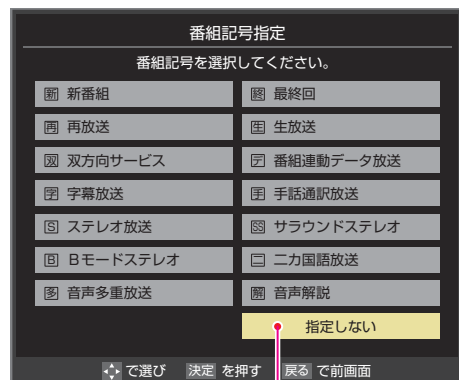 番組記号指定
番組記号を選択してください。
新 新番組
終 最終回
再 再放送
生 生放送
双 双方向サービス
デ 番組連動データ放送
字 字幕放送
手 手話通訳放送
S ステレオ放送
SS サラウンドステレオ
B Bモードステレオ
二 二カ国語放送
多 音声多重放送
解 音声解説
指定しない
で選び 決定 を押す 戻る で前画面